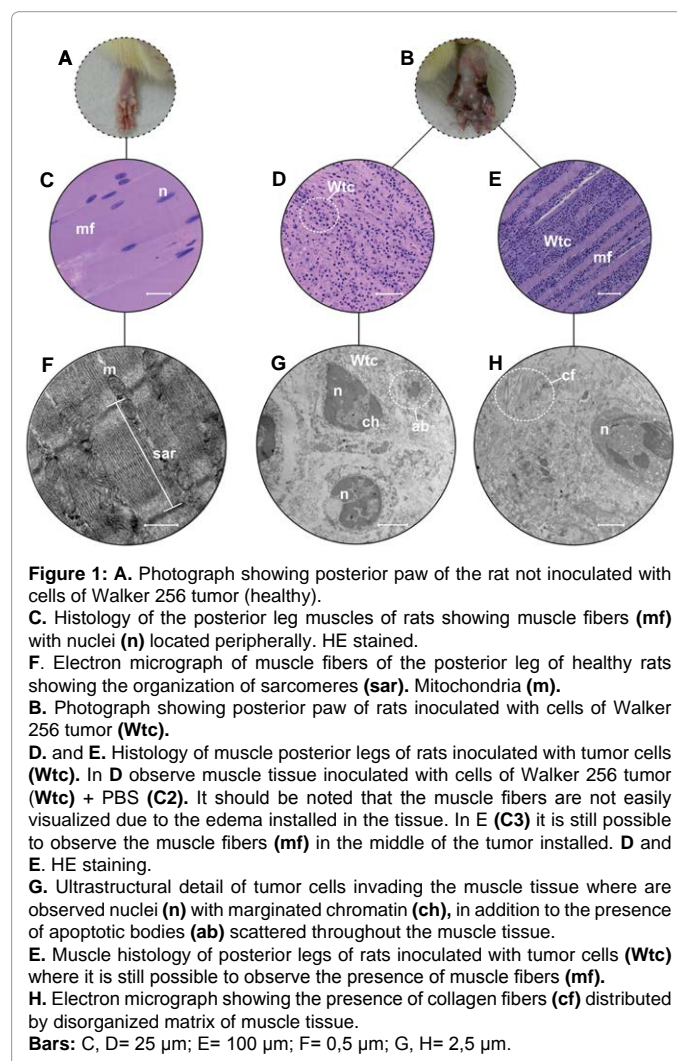 A
B
C
n
mf
D
Wtc
E
Wtc
mf
F
m
sar
G
Wtc
n
ch
ab
n
H
cf
n
Figure 1: A. Photograph showing posterior paw of the rat not inoculated with
cells of Walker 256 tumor (healthy).
C. Histology of the posterior leg muscles of rats showing muscle fibers (mf)
with nuclei (n) located peripherally. HE stained.
F. Electron micrograph of muscle fibers of the posterior leg of healthy rats
showing the organization of sarcomeres (sar). Mitochondria (m).
B. Photograph showing posterior paw of rats inoculated with cells of Walker
256 tumor (Wtc).
D. and E. Histology of muscle posterior legs of rats inoculated with tumor cells
(Wtc). In D observe muscle tissue inoculated with cells of Walker 256 tumor
(Wtc) + PBS (C2). It should be noted that the muscle fibers are not easily
visualized due to the edema installed in the tissue. In E (C3) it is still possible
to observe the muscle fibers (mf) in the middle of the tumor installed. D and
E. HE staining.
G. Ultrastructural detail of tumor cells invading the muscle tissue where are
observed nuclei (n) with marginated chromatin (ch), in addition to the presence
of apoptotic bodies (ab) scattered throughout the muscle tissue.
E. Muscle histology of posterior legs of rats inoculated with tumor cells (Wtc)
where it is still possible to observe the presence of muscle fibers (mf).
H. Electron micrograph showing the presence of collagen fibers (cf) distributed
by disorganized matrix of muscle tissue.
Bars: C, D= 25 µm; E= 100 µm; F= 0,5 µm; G, H= 2,5 µm.